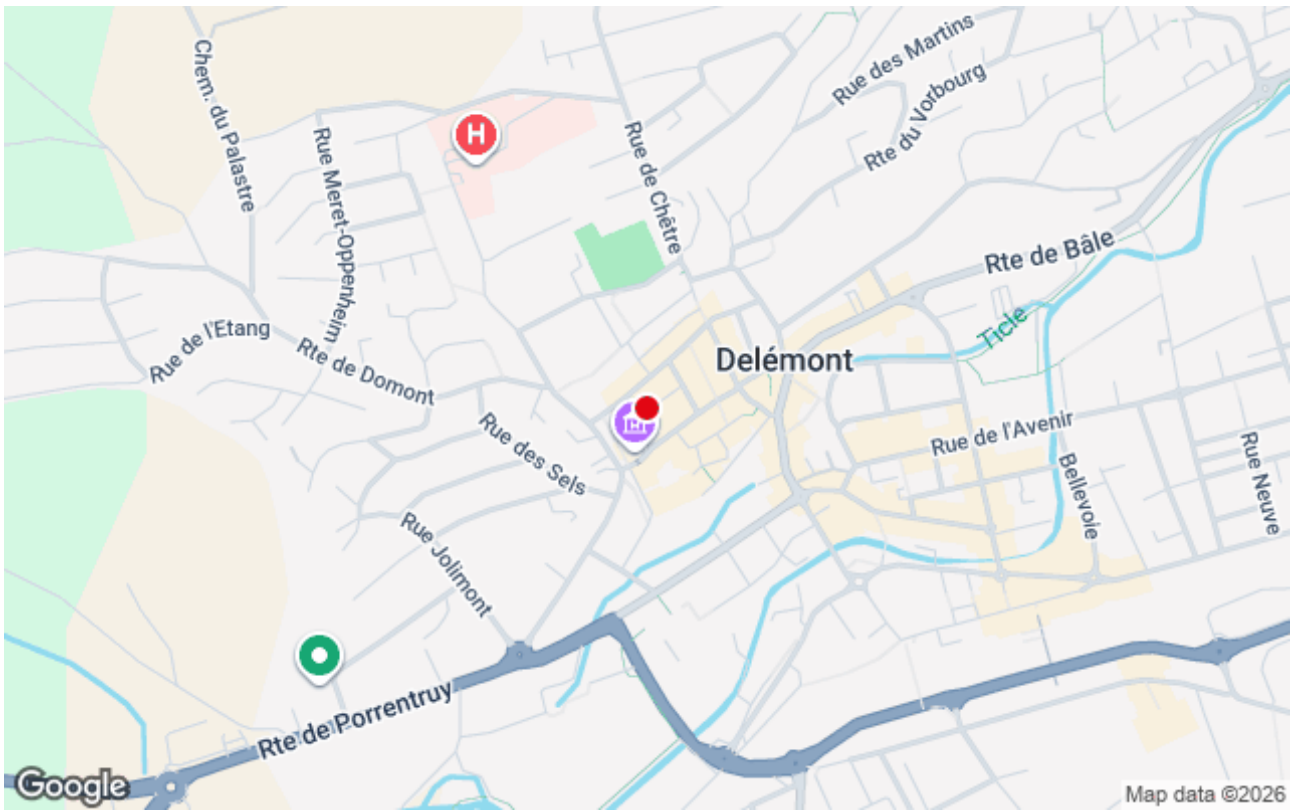 Rue des Martins
Chem. du Palastre
H
Rte du Vorbourg
Rue Meret-Oppenheim
Rue de Chêtre
Rte de Bâle
Ticle
Rue de l'Etang
Rte de Domont
Delémont
Rue des Sels
Rue de l'Avenir
Rue Neuve
Bellevoie
Rue Jolimont
Rte de Porrentruy
Google
Map data ©2026